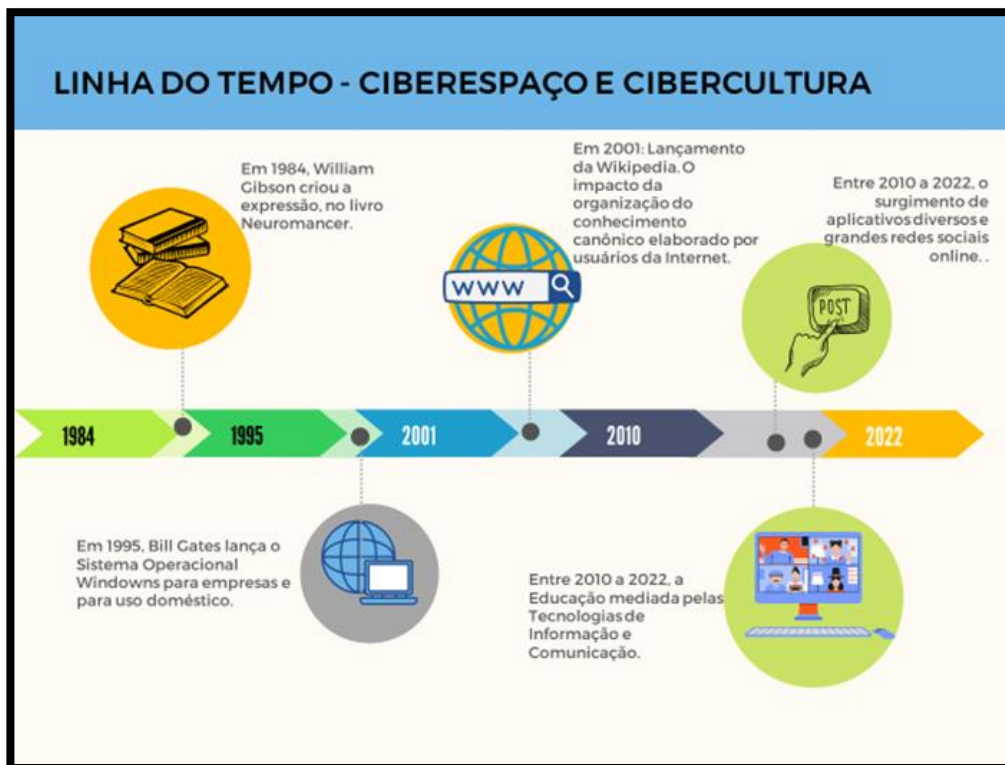 LINHA DO TEMPO - CIBERESPAÇO E CIBERCULTURA
Em 1984, William
Gibson criou a
expressão, no livro
Neuromancer.
Em 2001: Lançamento
da Wikipedia. O
impacto da
organização do
conhecimento
canônico elaborado por
usuários da Internet.
Entre 2010 a 2022, o
surgimento de
aplicativos diversos e
grandes redes sociais
online. .
WWW
POST
1984
1995
2001
2010
2022
Em 1995, Bill Gates lança o
Sistema Operacional
Windowns para empresas e
para uso doméstico.
Entre 2010 a 2022, a
Educação mediada pelas
Tecnologias de
Informação e
Comunicação.